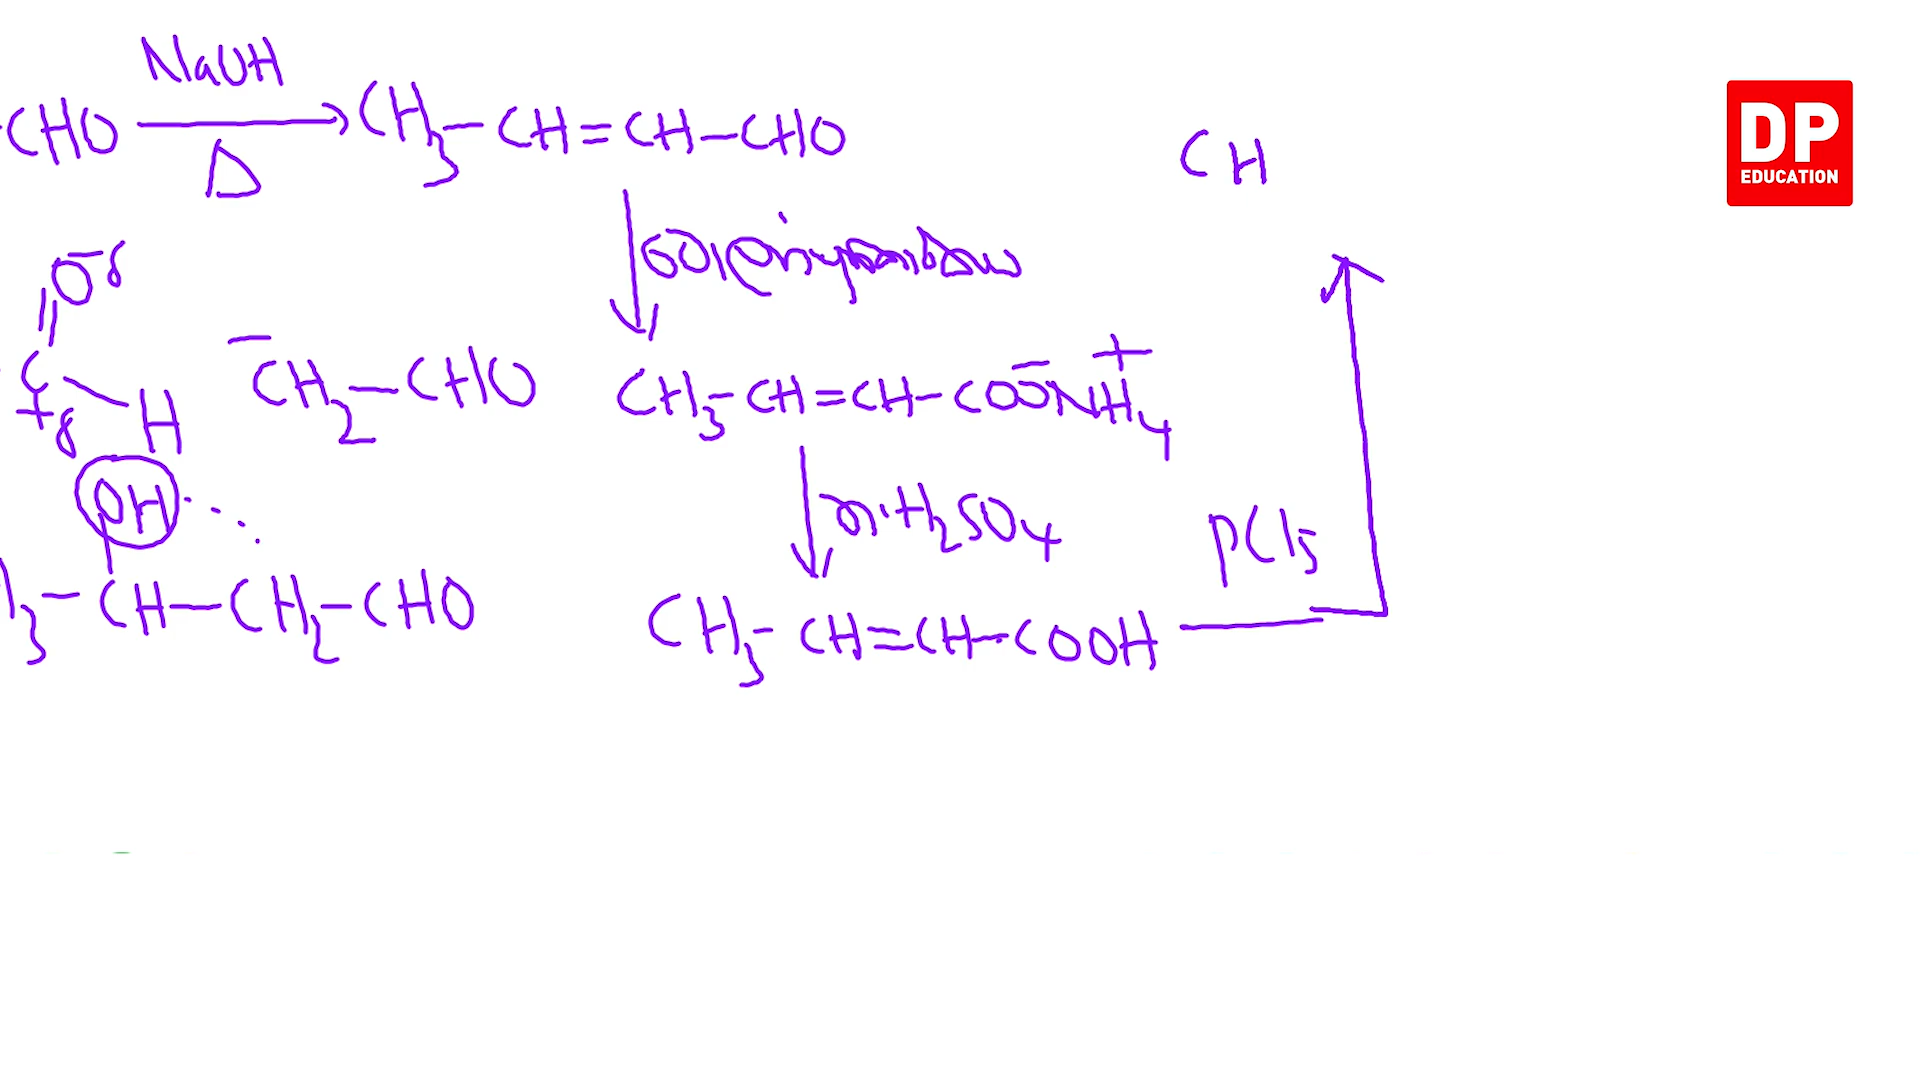 NaOH
CHO → CH₃-CH=CH-CHO
Δ
CH
DP
EDUCATION
O⁻δ
C
+δ
H
⁻CH₂-CHO
CH₃-CH=CH-COO⁻NH₄⁺
OH
H₂SO₄
PCl₅
₃-CH-CH₂-CHO
CH₃-CH=CH-COOH